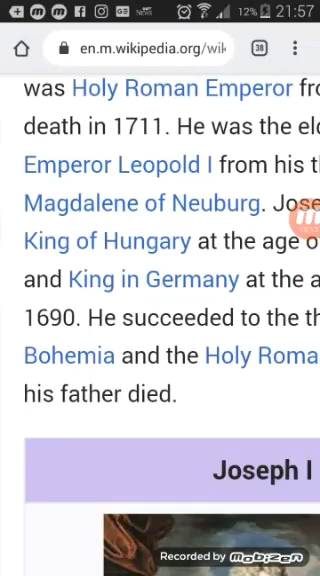 12% 21:57
en.m.wikipedia.org/wik
38
was Holy Roman Emperor fro
death in 1711. He was the eld
Emperor Leopold I from his th
Magdalene of Neuburg. Jose
King of Hungary at the age o
and King in Germany at the a
1690. He succeeded to the th
Bohemia and the Holy Roma
his father died.
Joseph I
Recorded by mobizen